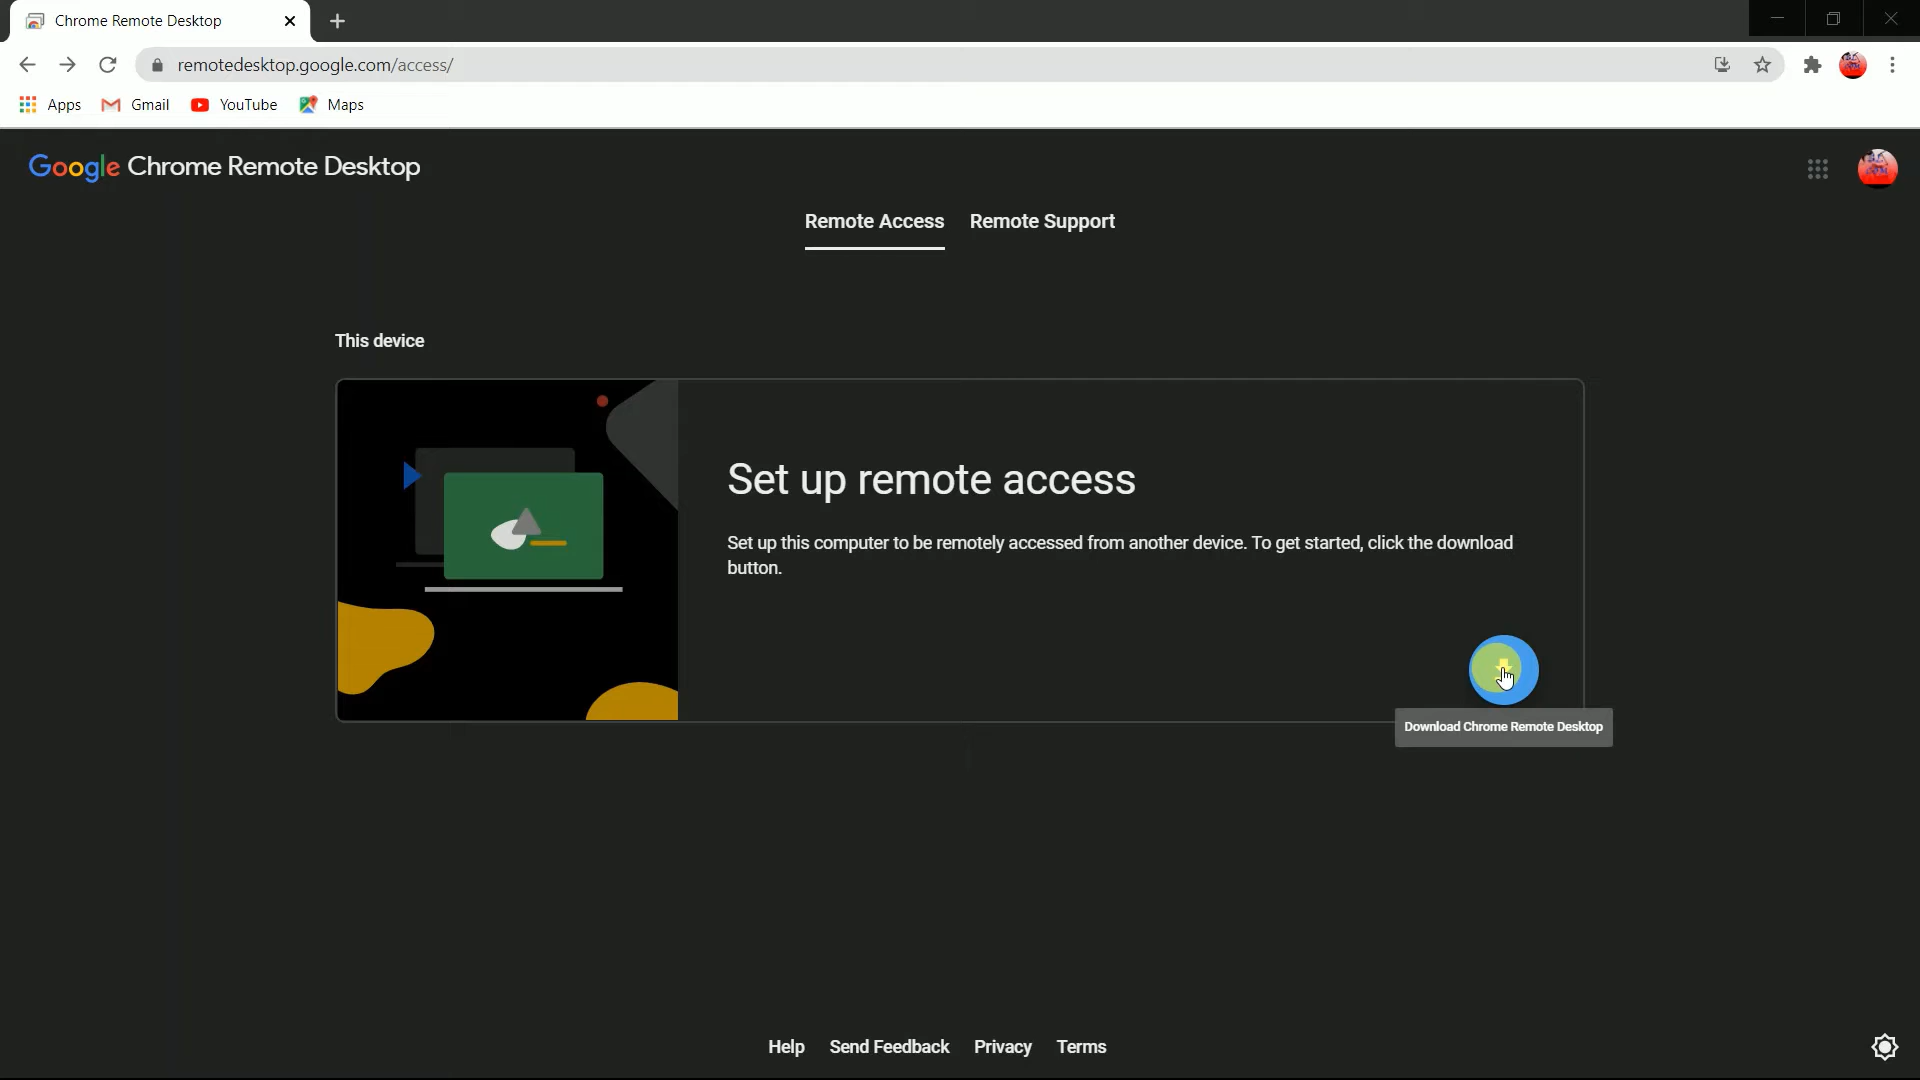 Chrome Remote Desktop
remotedesktop.google.com/access/
Apps Gmail YouTube Maps
Google Chrome Remote Desktop
Remote Access Remote Support
This device
Set up remote access
Set up this computer to be remotely accessed from another device. To get started, click the download
button.
Download Chrome Remote Desktop
Help Send Feedback Privacy Terms